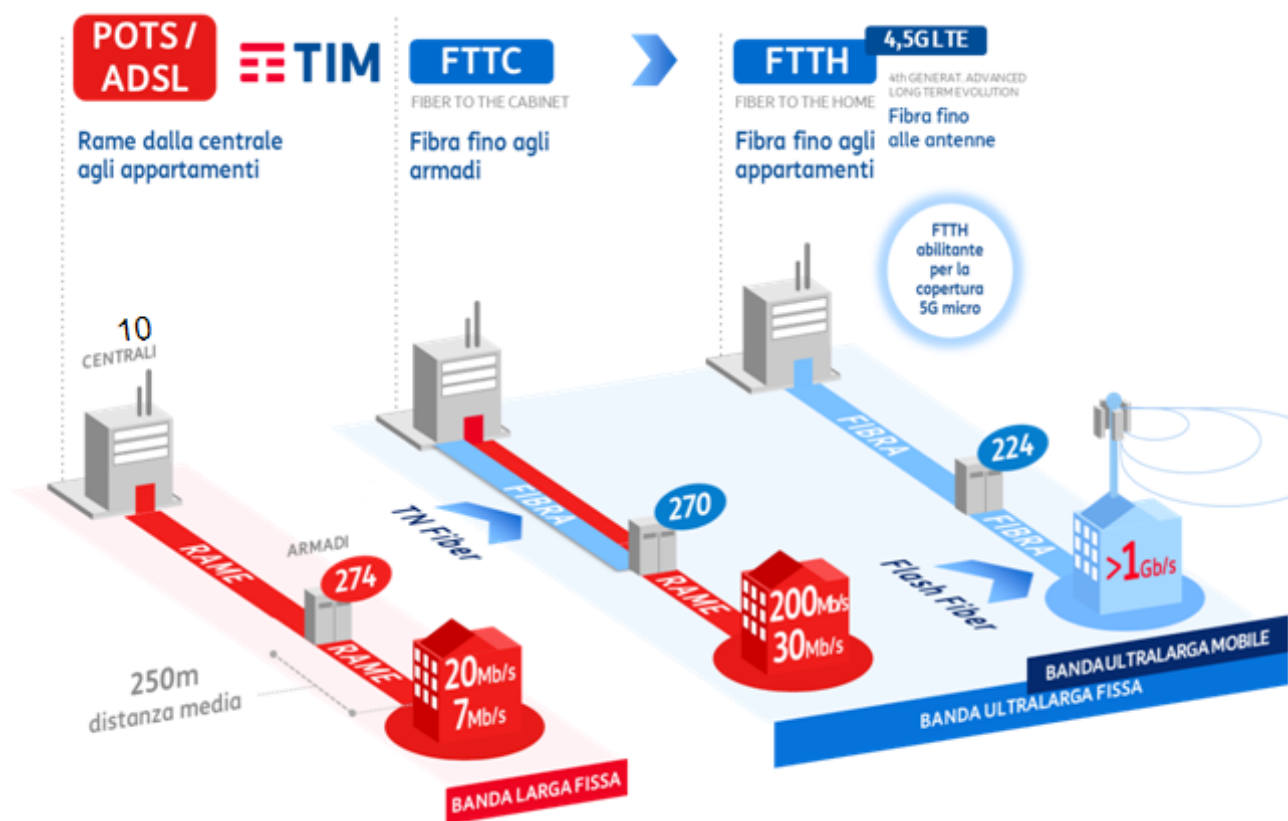 POTS /
ADSL
TIM
Rame dalla centrale
agli appartamenti
FTTC
FIBER TO THE CABINET
Fibra fino agli
armadi
FTTH
FIBER TO THE HOME
Fibra fino agli
appartamenti
4,5G LTE
4th GENERAT. ADVANCED
LONG TERM EVOLUTION
Fibra fino
alle antenne
FTTH
abilitante
per la
copertura
5G micro
10
CENTRALI
RAME
ARMADI
274
RAME
250m
distanza media
20Mb/s
7Mb/s
BANDA LARGA FISSA
FIBRA
TN Fiber
270
RAME
200Mb/s
30Mb/s
FIBRA
224
FIBRA
Flash Fiber
>1Gb/s
BANDA ULTRALARGA MOBILE
BANDA ULTRALARGA FISSA